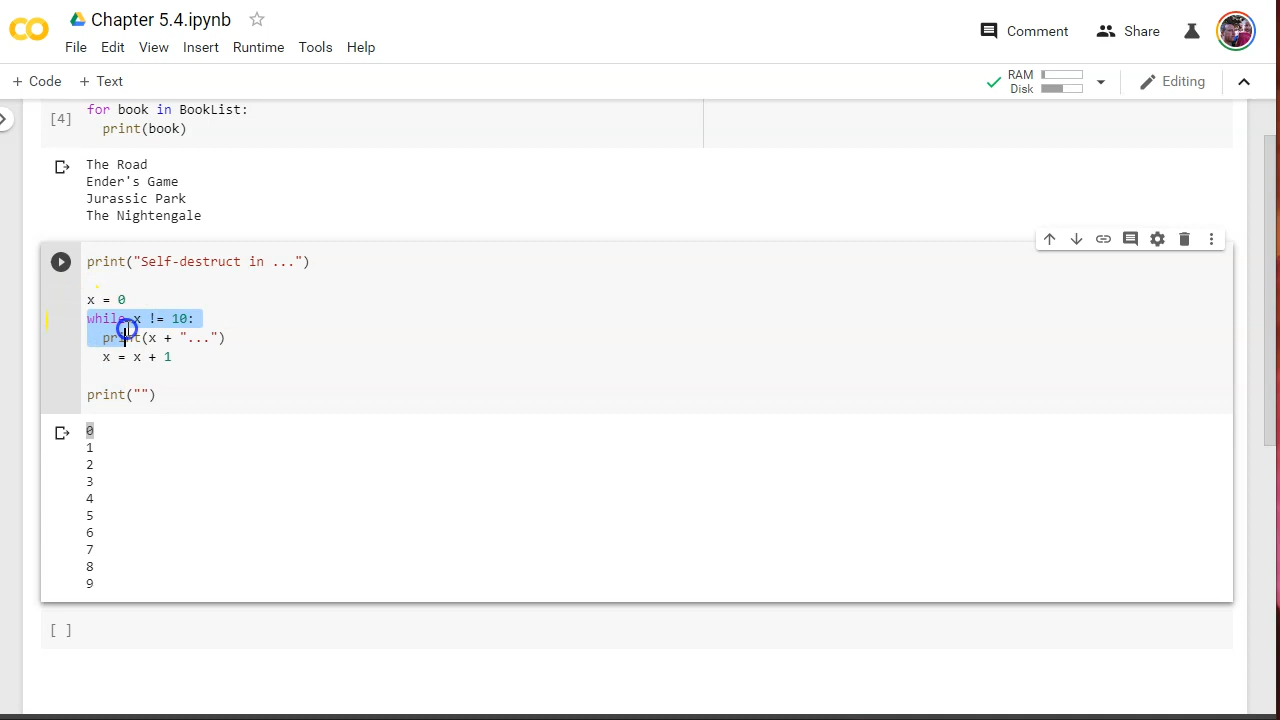 CO Chapter 5.4.ipynb
File Edit View Insert Runtime Tools Help
Comment Share
+ Code + Text
RAM
Disk
Editing
[4] for book in BookList:
print(book)
The Road
Ender's Game
Jurassic Park
The Nightengale
print("Self-destruct in ...")
x = 0
while x != 10:
print(x + "...")
x = x + 1
print("")
0
1
2
3
4
5
6
7
8
9
[ ]